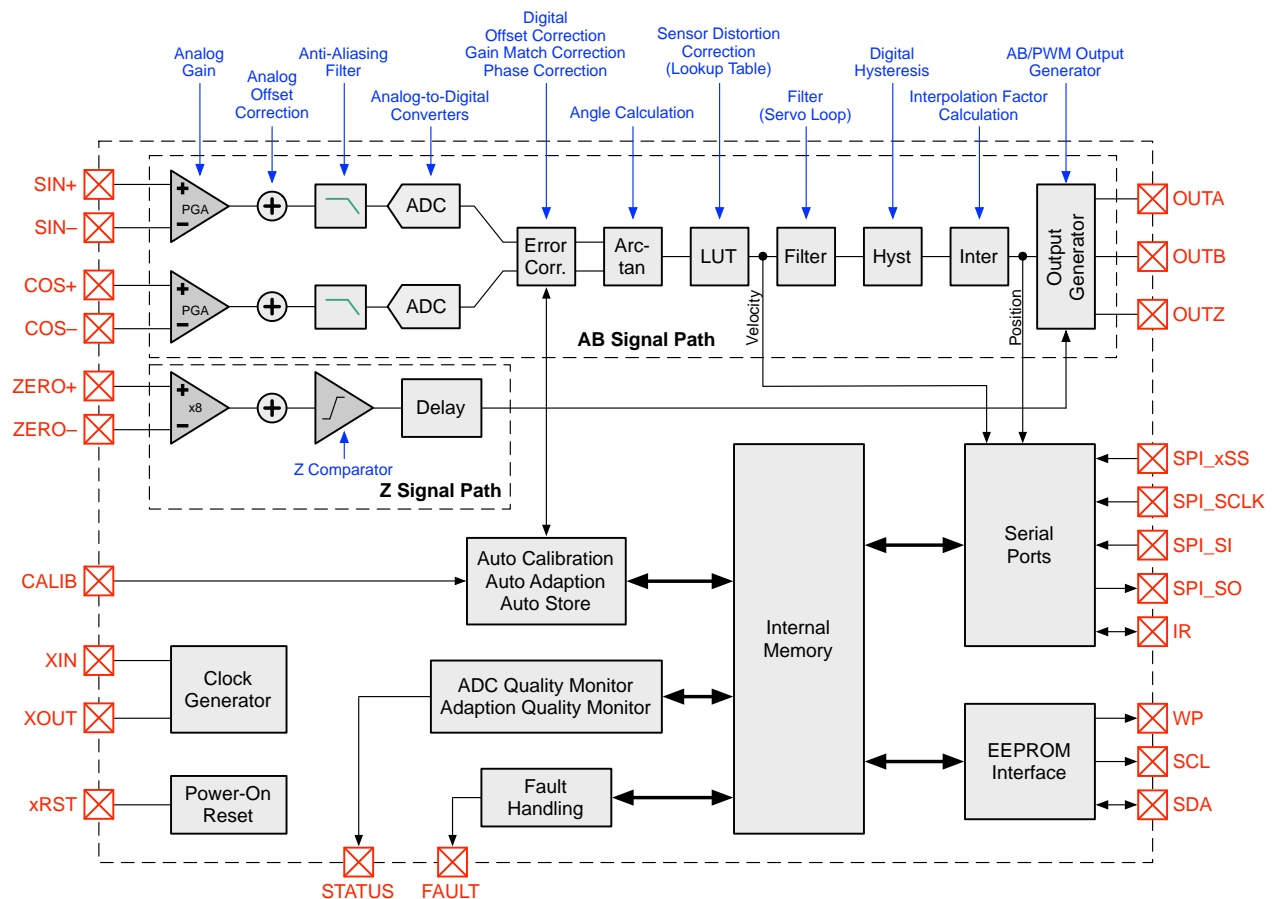 Digital
Offset Correction
Gain Match Correction
Phase Correction
Sensor Distortion
Correction
(Lookup Table)
Analog
Gain
Anti-Aliasing
Filter
Digital
Hysteresis
AB/PWM Output
Generator
Analog
Offset
Correction
Analog-to-Digital
Converters
Angle Calculation
Filter
(Servo Loop)
Interpolation Factor
Calculation
SIN+
SIN–
COS+
COS–
ZERO+
ZERO–
CALIB
XIN
XOUT
xRST
+
PGA
–
+
ADC
+
PGA
–
+
ADC
Error
Corr.
Arc-
tan
LUT
Filter
Hyst
Inter
Output
Generator
Velocity
Position
AB Signal Path
OUTA
OUTB
OUTZ
+
x8
–
+
Delay
Z Comparator
Z Signal Path
Auto Calibration
Auto Adaption
Auto Store
Clock
Generator
ADC Quality Monitor
Adaption Quality Monitor
Power-On
Reset
Fault
Handling
Internal
Memory
Serial
Ports
EEPROM
Interface
SPI_xSS
SPI_SCLK
SPI_SI
SPI_SO
IR
WP
SCL
SDA
STATUS
FAULT